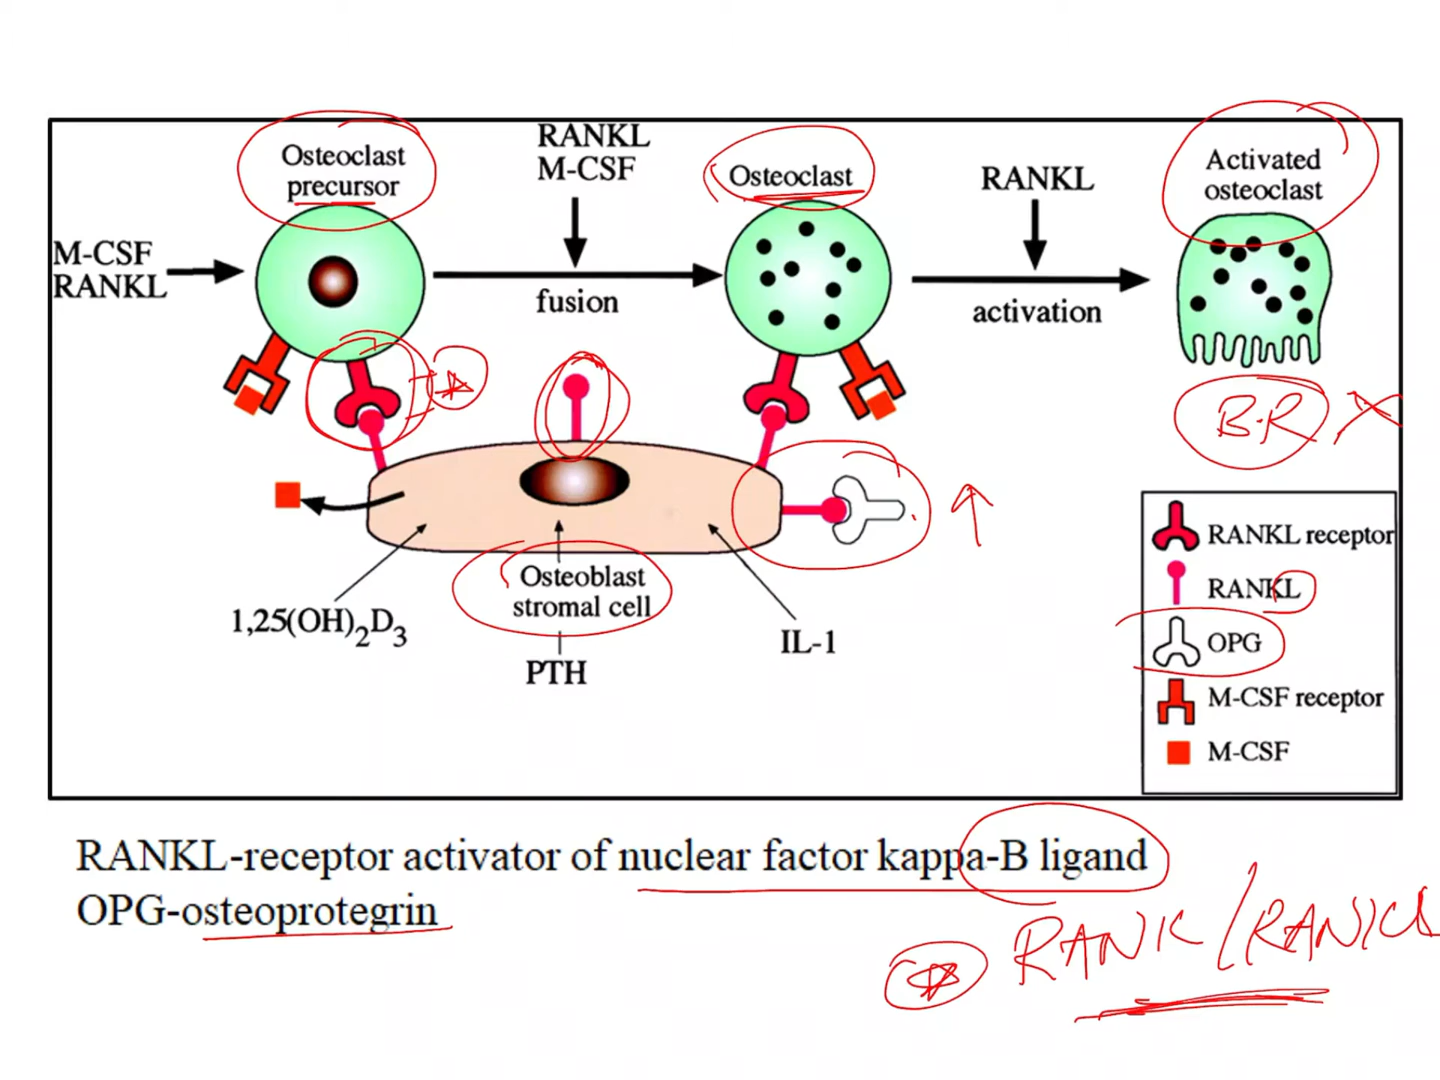 RANKL
M-CSF
Osteoclast
precursor
Osteoclast
RANKL
Activated
osteoclast
M-CSF
RANKL
fusion
activation
B.R
RANKL receptor
RANKL
OPG
M-CSF receptor
M-CSF
Osteoblast
stromal cell
1,25(OH)2D3
PTH
IL-1
RANKL-receptor activator of nuclear factor kappa-B ligand
OPG-osteoprotegrin
RANK/RANKL